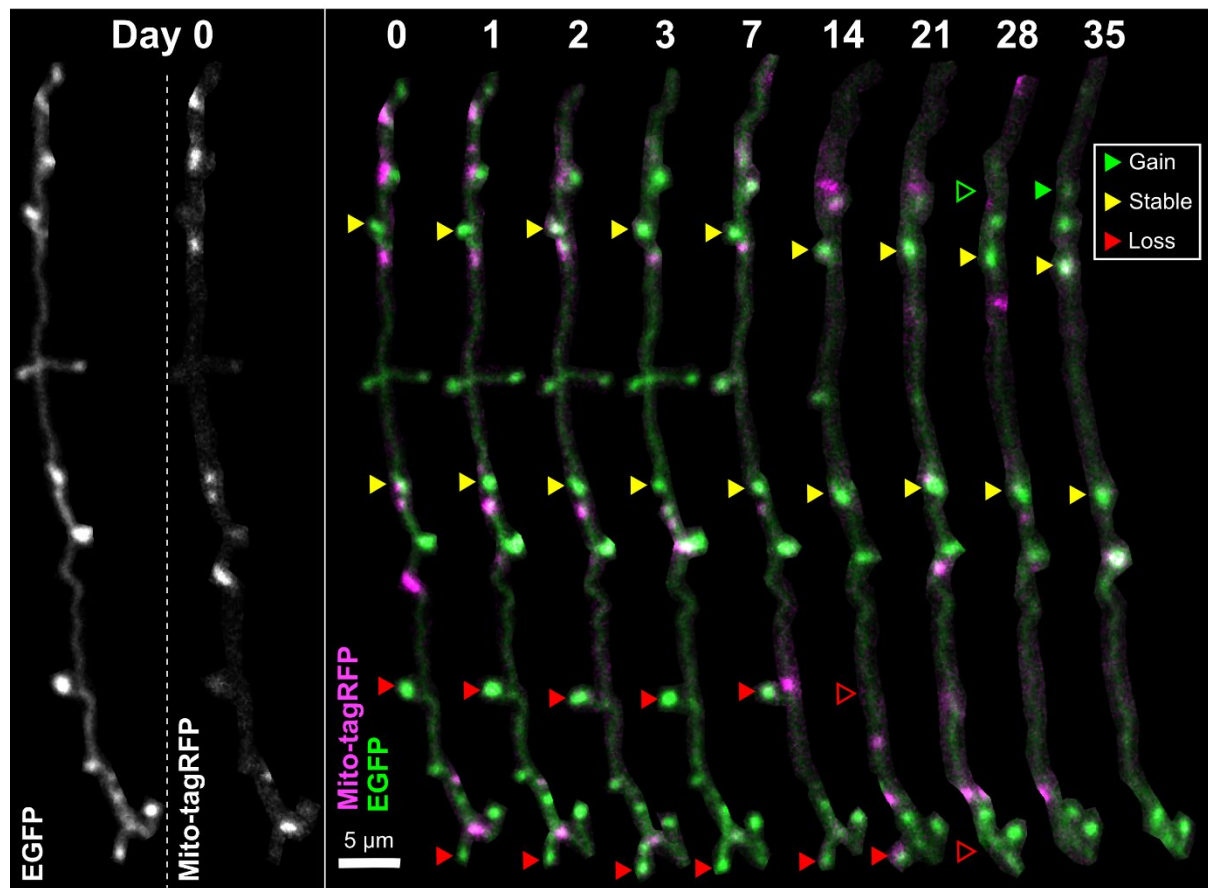 Day 0
0 1 2 3 7 14 21 28 35
Gain
Stable
Loss
EGFP
Mito-tagRFP
Mito-tagRFP
EGFP
5 µm